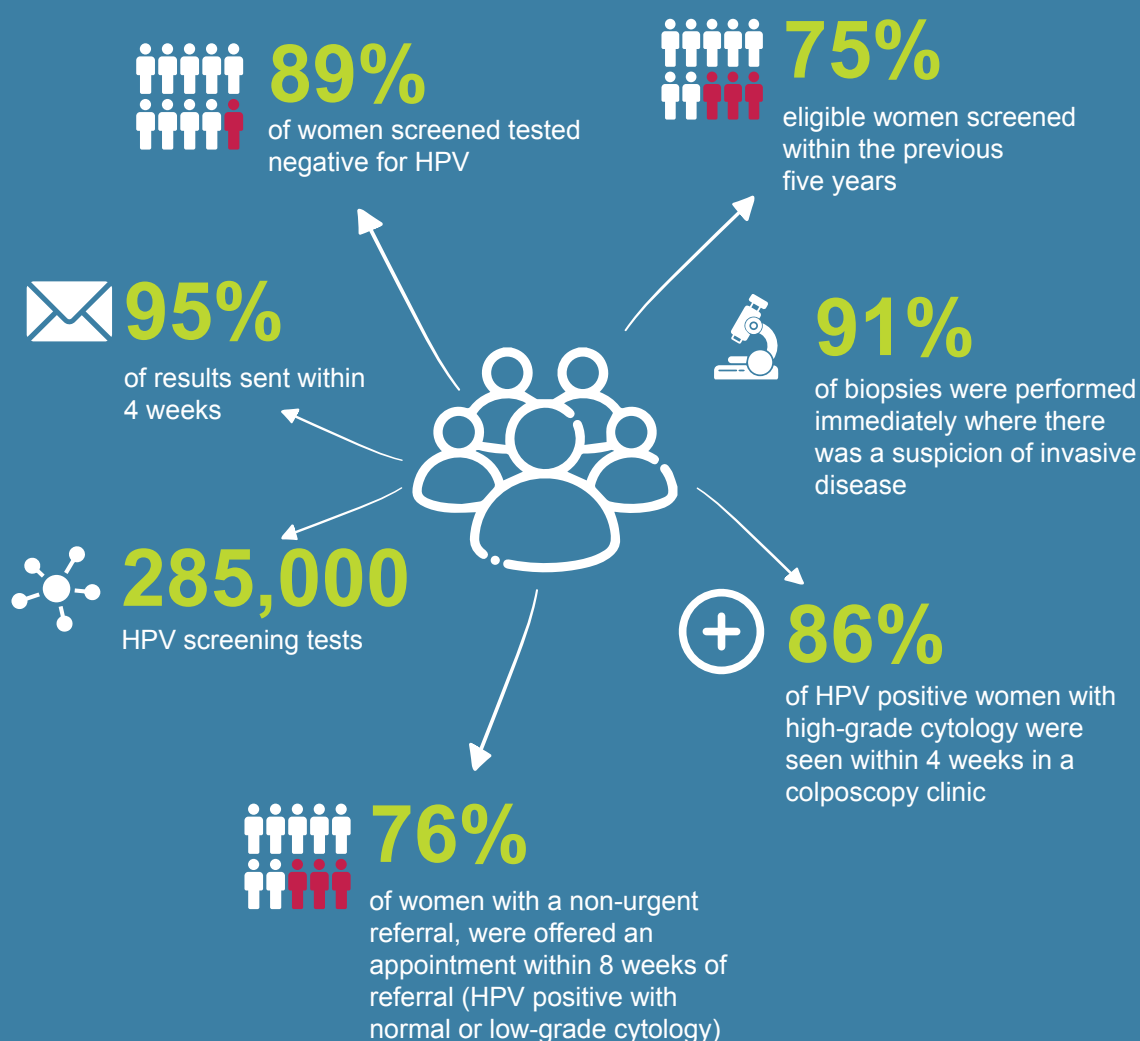 89%
of women screened tested
negative for HPV
75%
eligible women screened
within the previous
five years
95%
of results sent within
4 weeks
91%
of biopsies were performed
immediately where there
was a suspicion of invasive
disease
285,000
HPV screening tests
86%
of HPV positive women with
high-grade cytology were
seen within 4 weeks in a
colposcopy clinic
76%
of women with a non-urgent
referral, were offered an
appointment within 8 weeks of
referral (HPV positive with
normal or low-grade cytology)